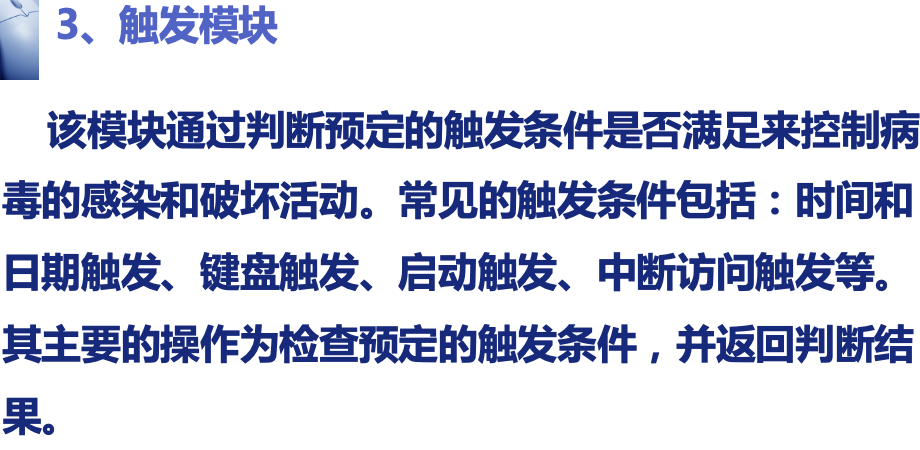 3、触发模块
该模块通过判断预定的触发条件是否满足来控制病
毒的感染和破坏活动。常见的触发条件包括：时间和
日期触发、键盘触发、启动触发、中断访问触发等。
其主要的操作为检查预定的触发条件，并返回判断结
果。